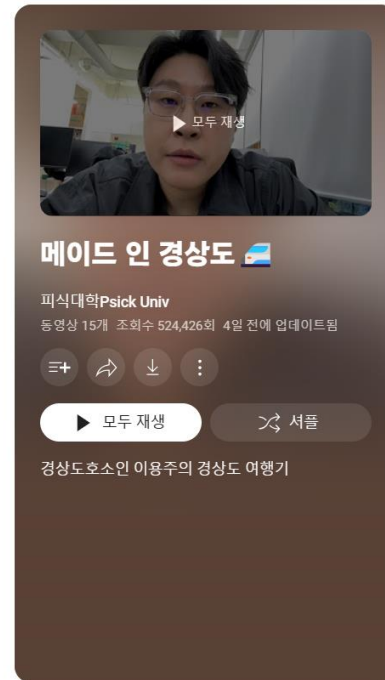 모두 재생
메이드 인 경상도 🚅
피식대학Psick Univ
동영상 15개 조회수 524,426회 4일 전에 업데이트됨
모두 재생
셔플
경상도호소인 이용주의 경상도 여행기